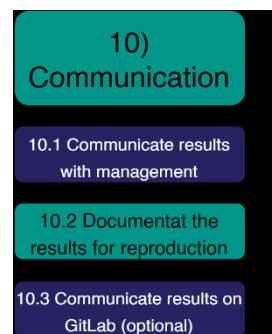 10)
Communication
10.1 Communicate results
with management
10.2 Documentat the
results for reproduction
10.3 Communicate results on
GitLab (optional)